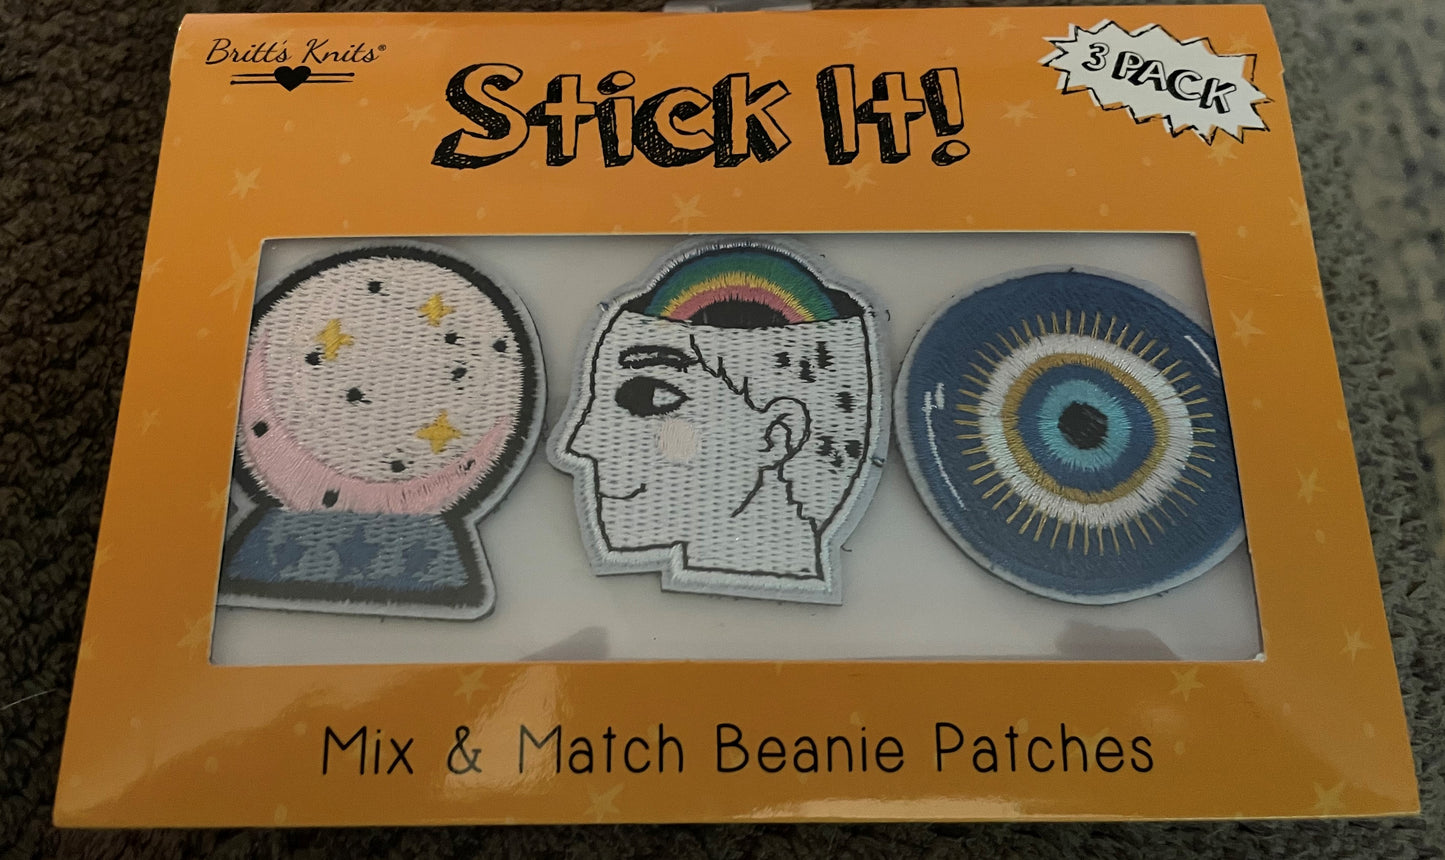 Britt's Knits®
Stick It!
3 PACK
Mix & Match Beanie Patches